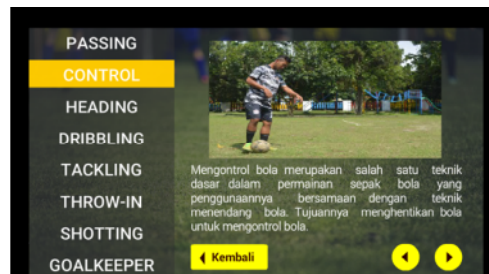 PASSING
CONTROL
HEADING
DRIBBLING
TACKLING
THROW-IN
SHOTTING
GOALKEEPER
Mengontrol bola merupakan salah satu teknik
dasar dalam permainan sepak bola yang
penggunaannya bersamaan dengan teknik
menendang bola. Tujuannya menghentikan bola
untuk mengontrol bola.
Kembali